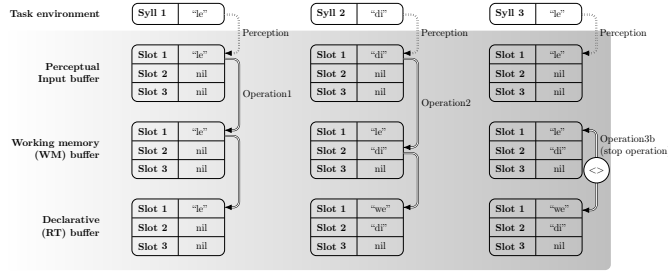 Task environment
Syll 1 “le”
Syll 2 “di”
Syll 3 “le”
Perception
Perception
Perception
Perceptual
Input buffer
Slot 1 “le”
Slot 2 nil
Slot 3 nil
Slot 1 “di”
Slot 2 nil
Slot 3 nil
Slot 1 “le”
Slot 2 nil
Slot 3 nil
Operation1
Operation2
Working memory
(WM) buffer
Slot 1 “le”
Slot 2 nil
Slot 3 nil
Slot 1 “le”
Slot 2 “di”
Slot 3 nil
Slot 1 “le”
Slot 2 “di”
Slot 3 nil
Operation3b
(stop operation
<>
Declarative
(RT) buffer
Slot 1 “le”
Slot 2 nil
Slot 3 nil
Slot 1 “we”
Slot 2 “di”
Slot 3 nil
Slot 1 “we”
Slot 2 “di”
Slot 3 nil